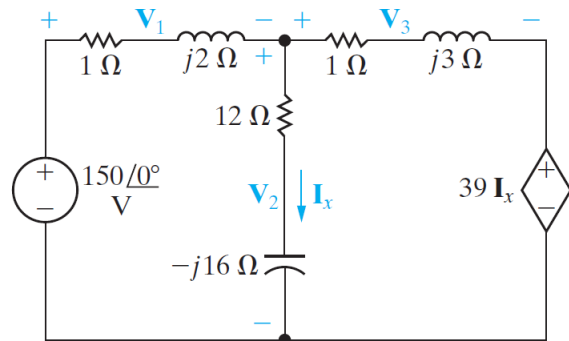 + V₁ − + V₃ −
1 Ω j2 Ω + 1 Ω j3 Ω
12 Ω
+ 150/0° V −
V₂ Iₓ
39 Iₓ + −
−j16 Ω
−